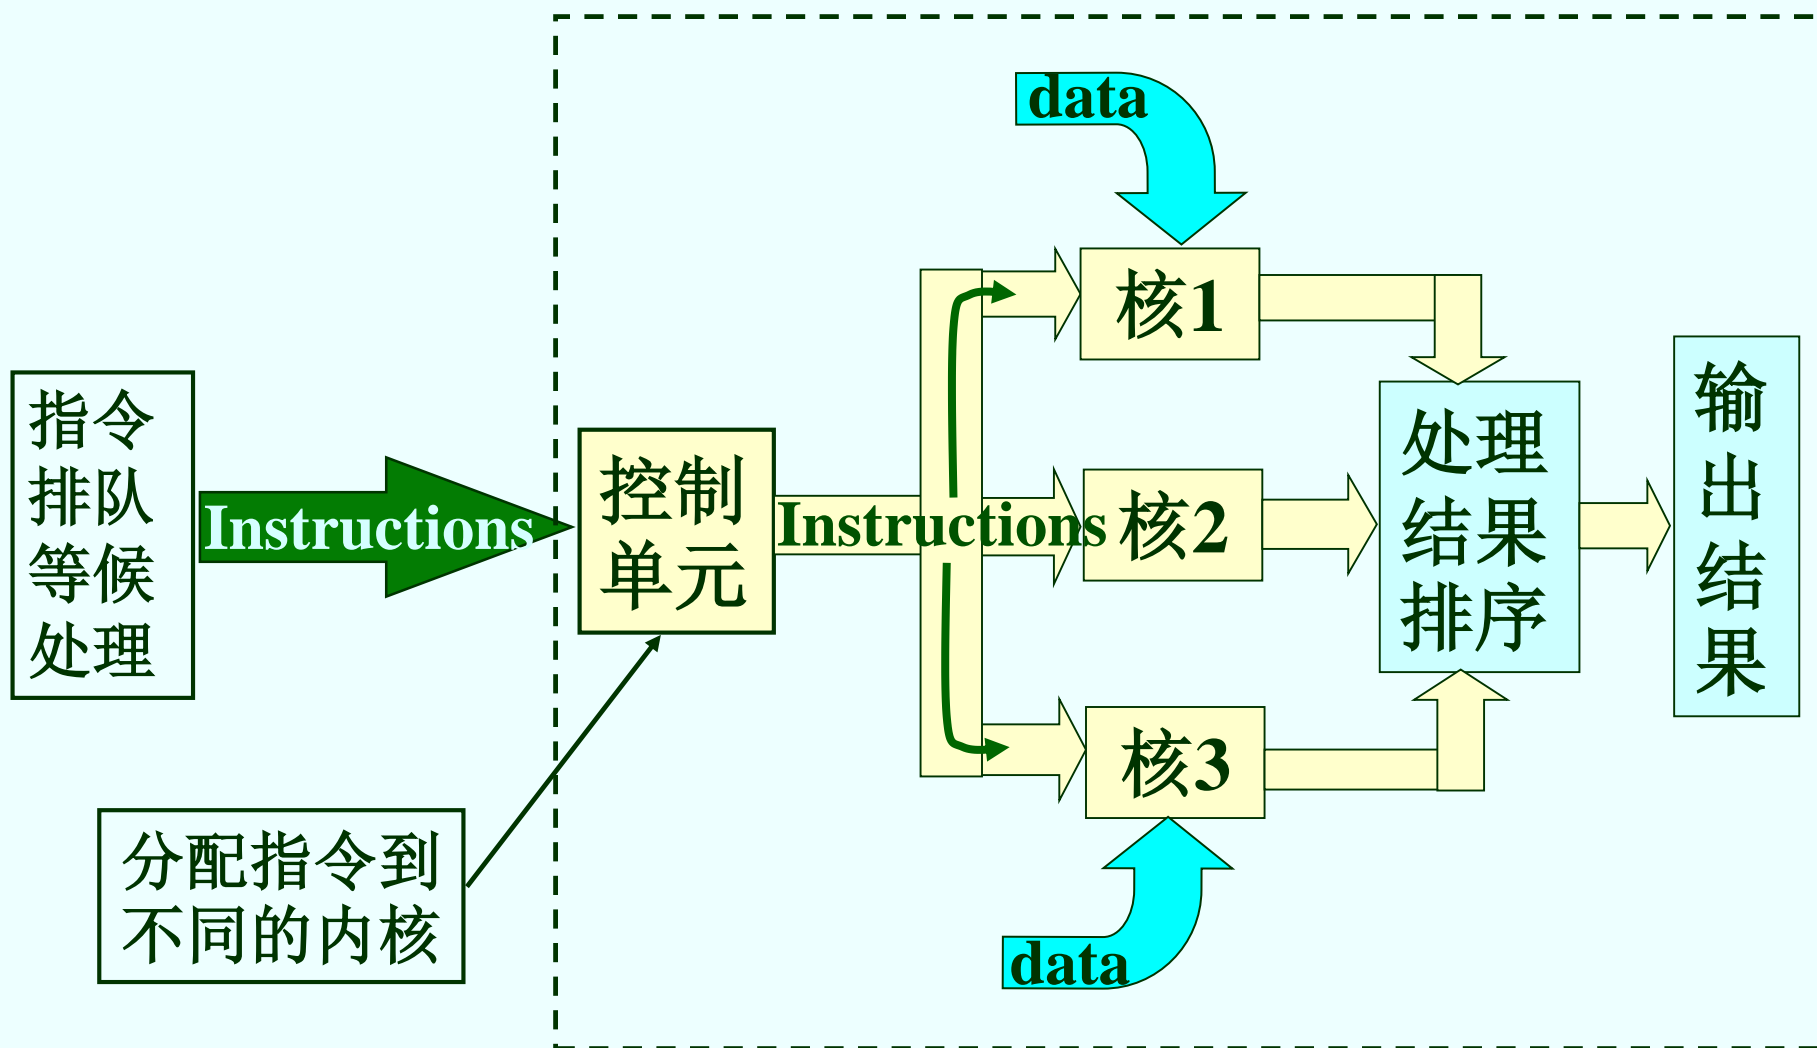 指令
排队
等候
处理
Instructions
分配指令到
不同的内核
控制
单元
Instructions
data
核1
核2
核3
data
处理
结果
排序
输
出
结
果